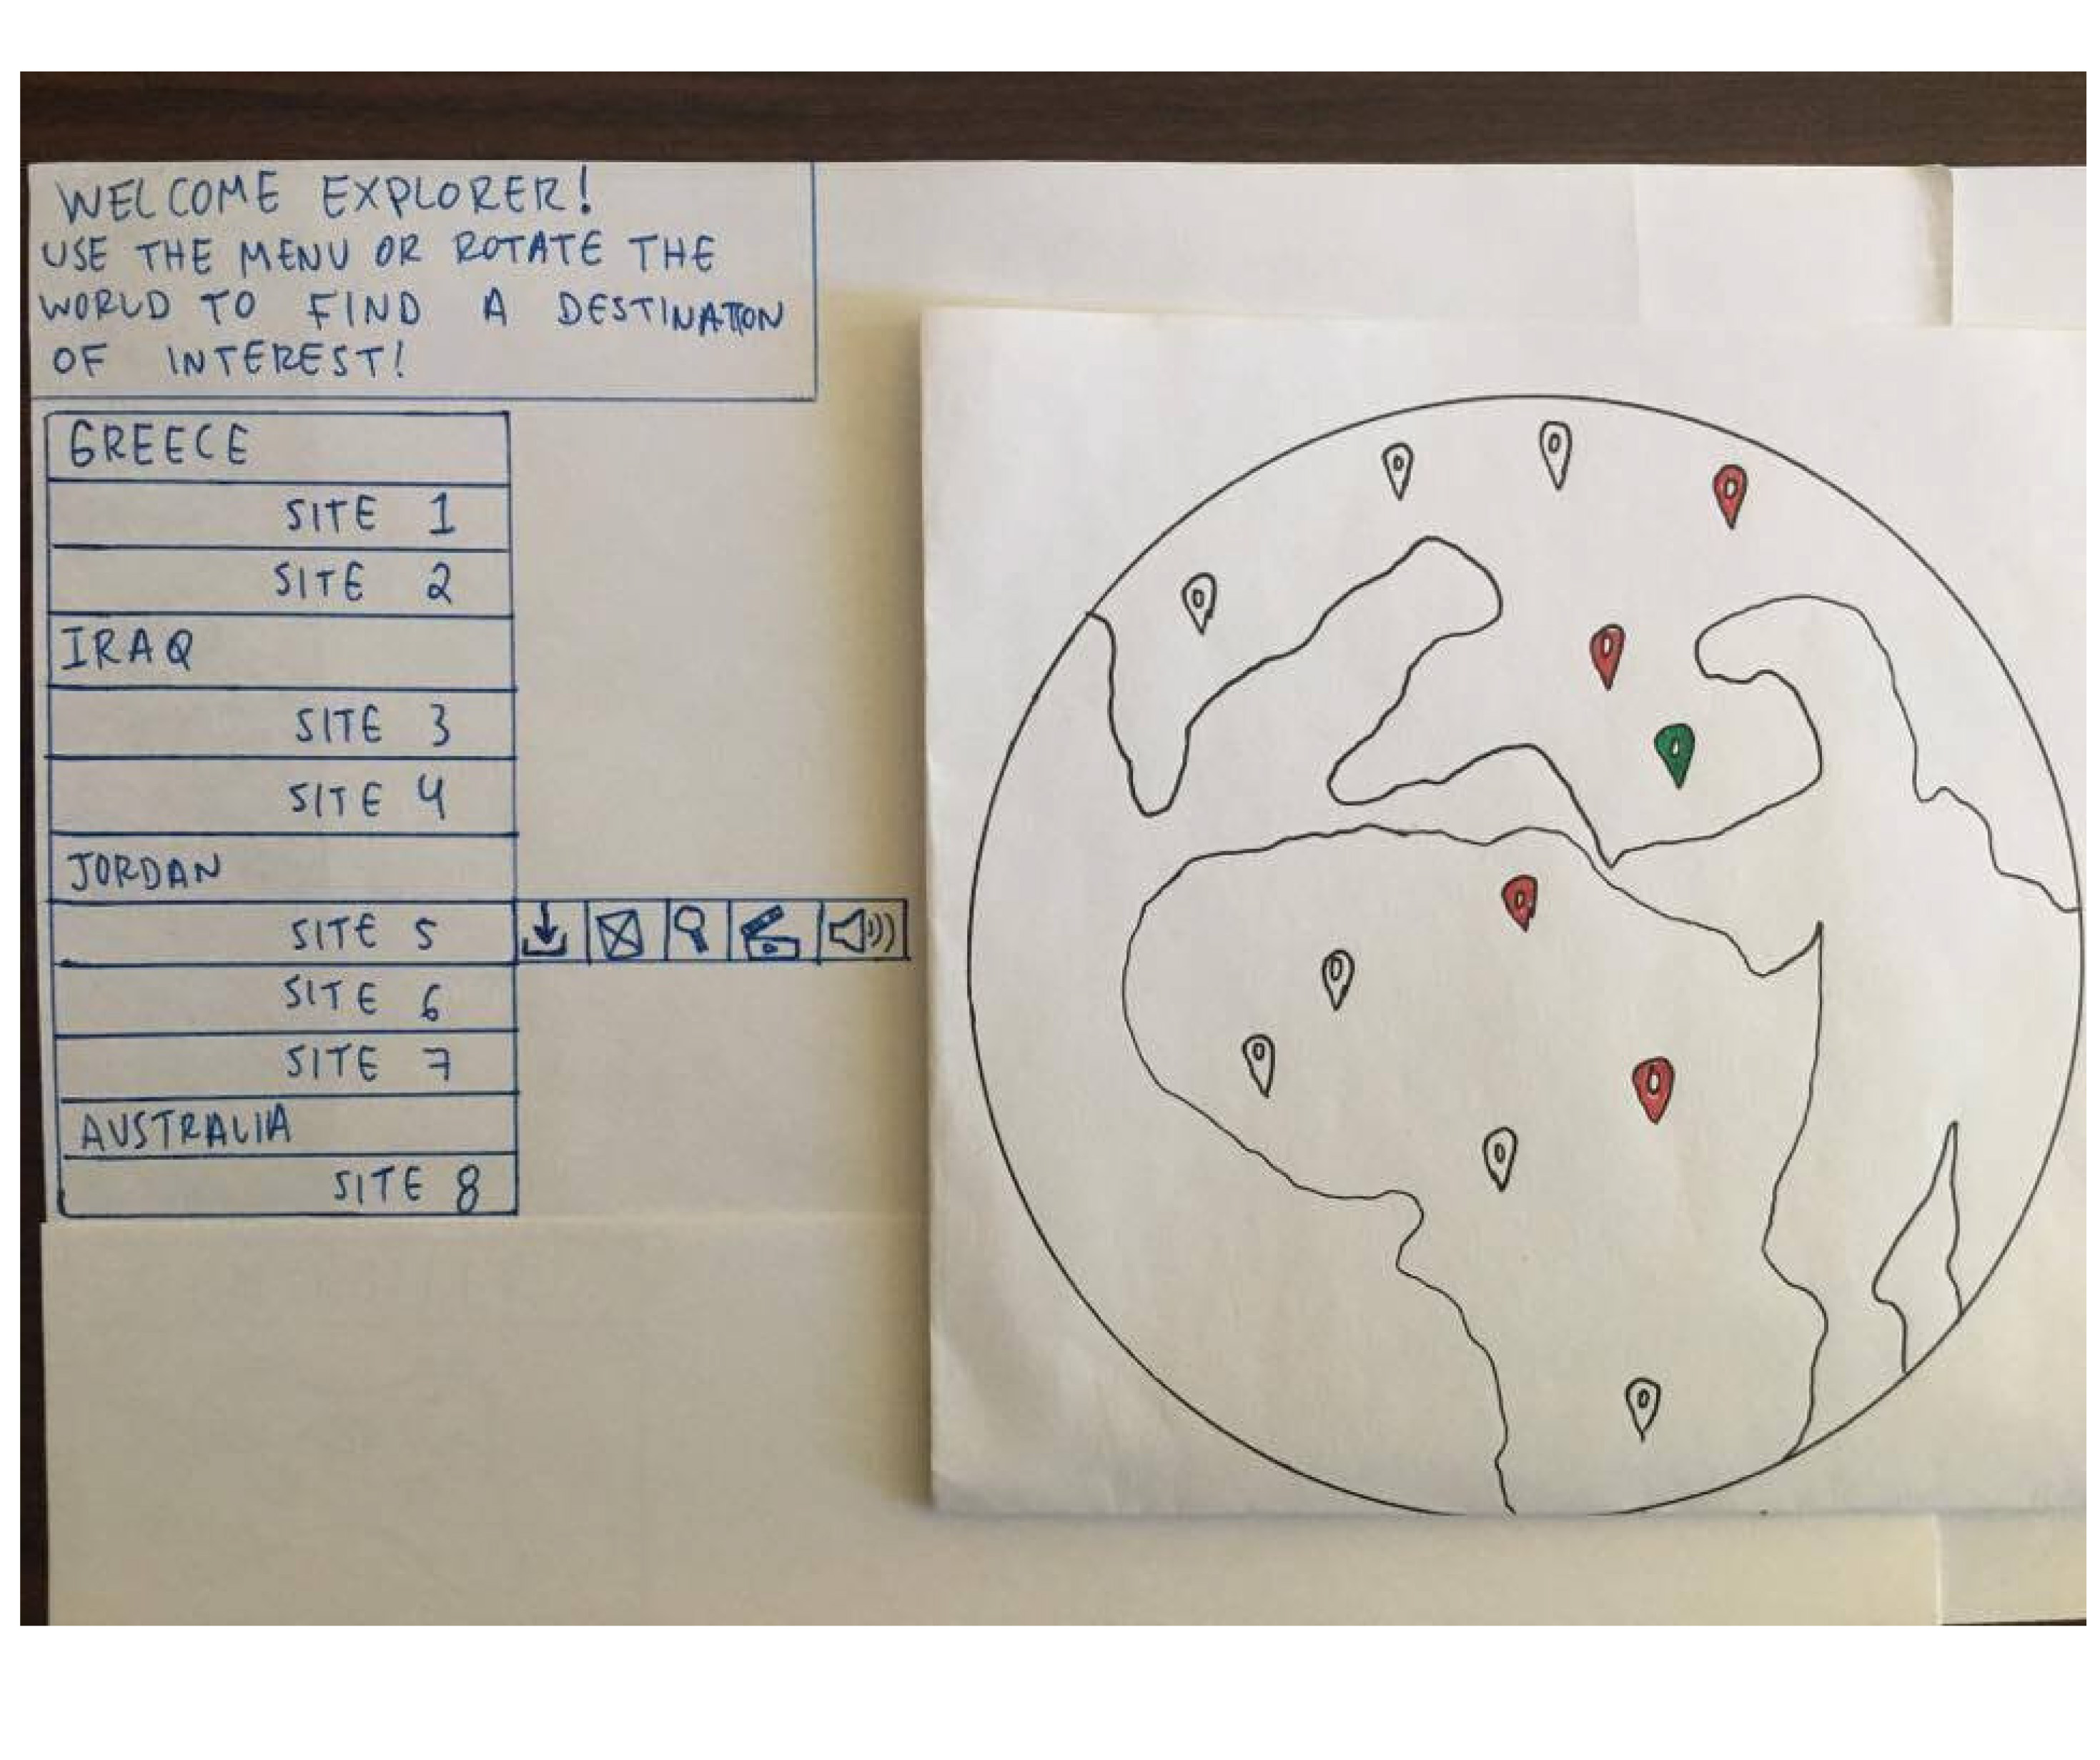 WELCOME EXPLORER!
USE THE MENU OR ROTATE THE
WORLD TO FIND A DESTINATION
OF INTEREST!
GREECE
SITE 1
SITE 2
IRAQ
SITE 3
SITE 4
JORDAN
SITE 5
SITE 6
SITE 7
AUSTRALIA
SITE 8